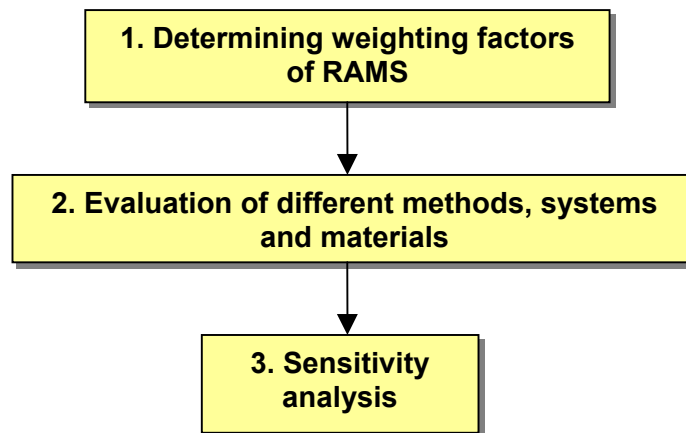 1. Determining weighting factors
of RAMS
2. Evaluation of different methods, systems
and materials
3. Sensitivity
analysis